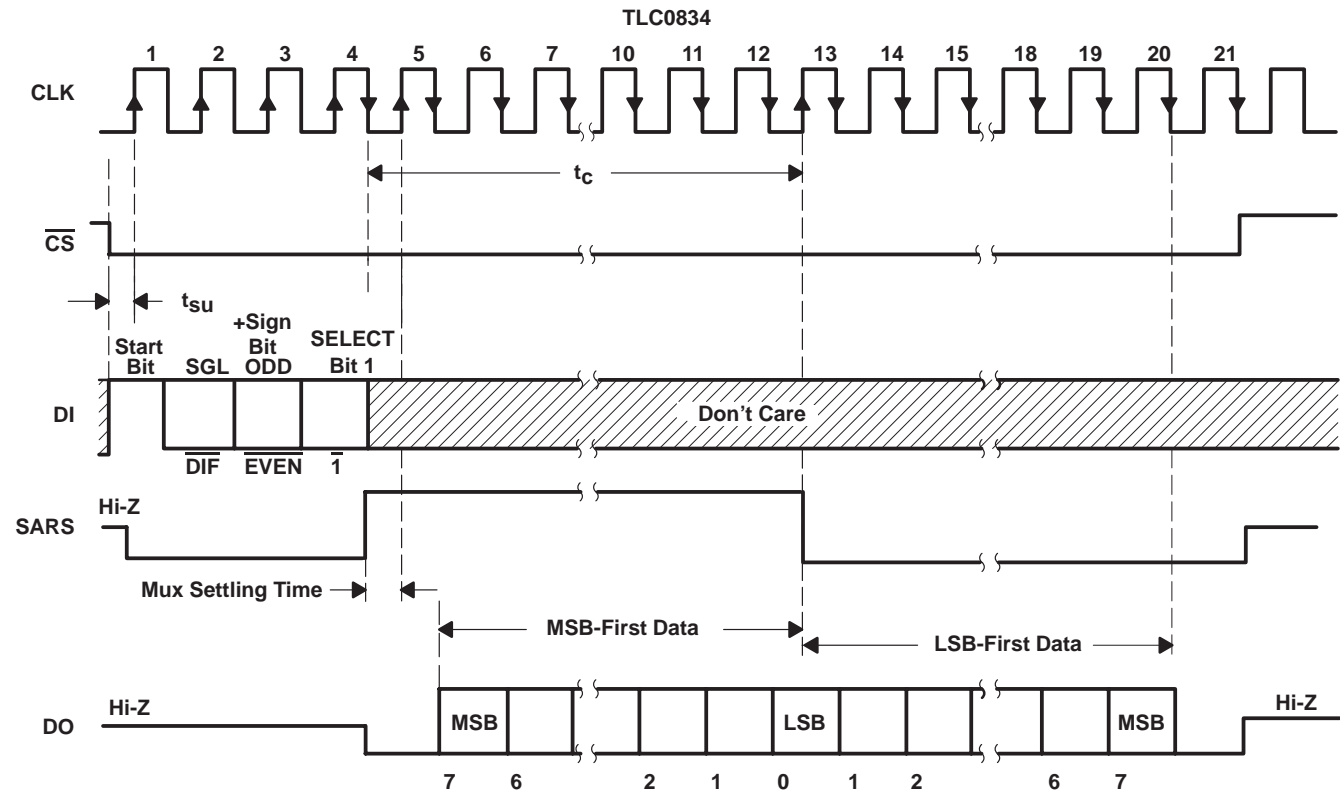 TLC0834
1 2 3 4 5 6 7 10 11 12 13 14 15 18 19 20 21
CLK
tc
CS
tsu
Start Bit
SGL
+Sign Bit ODD
SELECT Bit 1
DI
Don't Care
DIF EVEN 1
Hi-Z
SARS
Mux Settling Time
MSB-First Data
LSB-First Data
Hi-Z
Hi-Z
DO
MSB LSB MSB
7 6 2 1 0 1 2 6 7